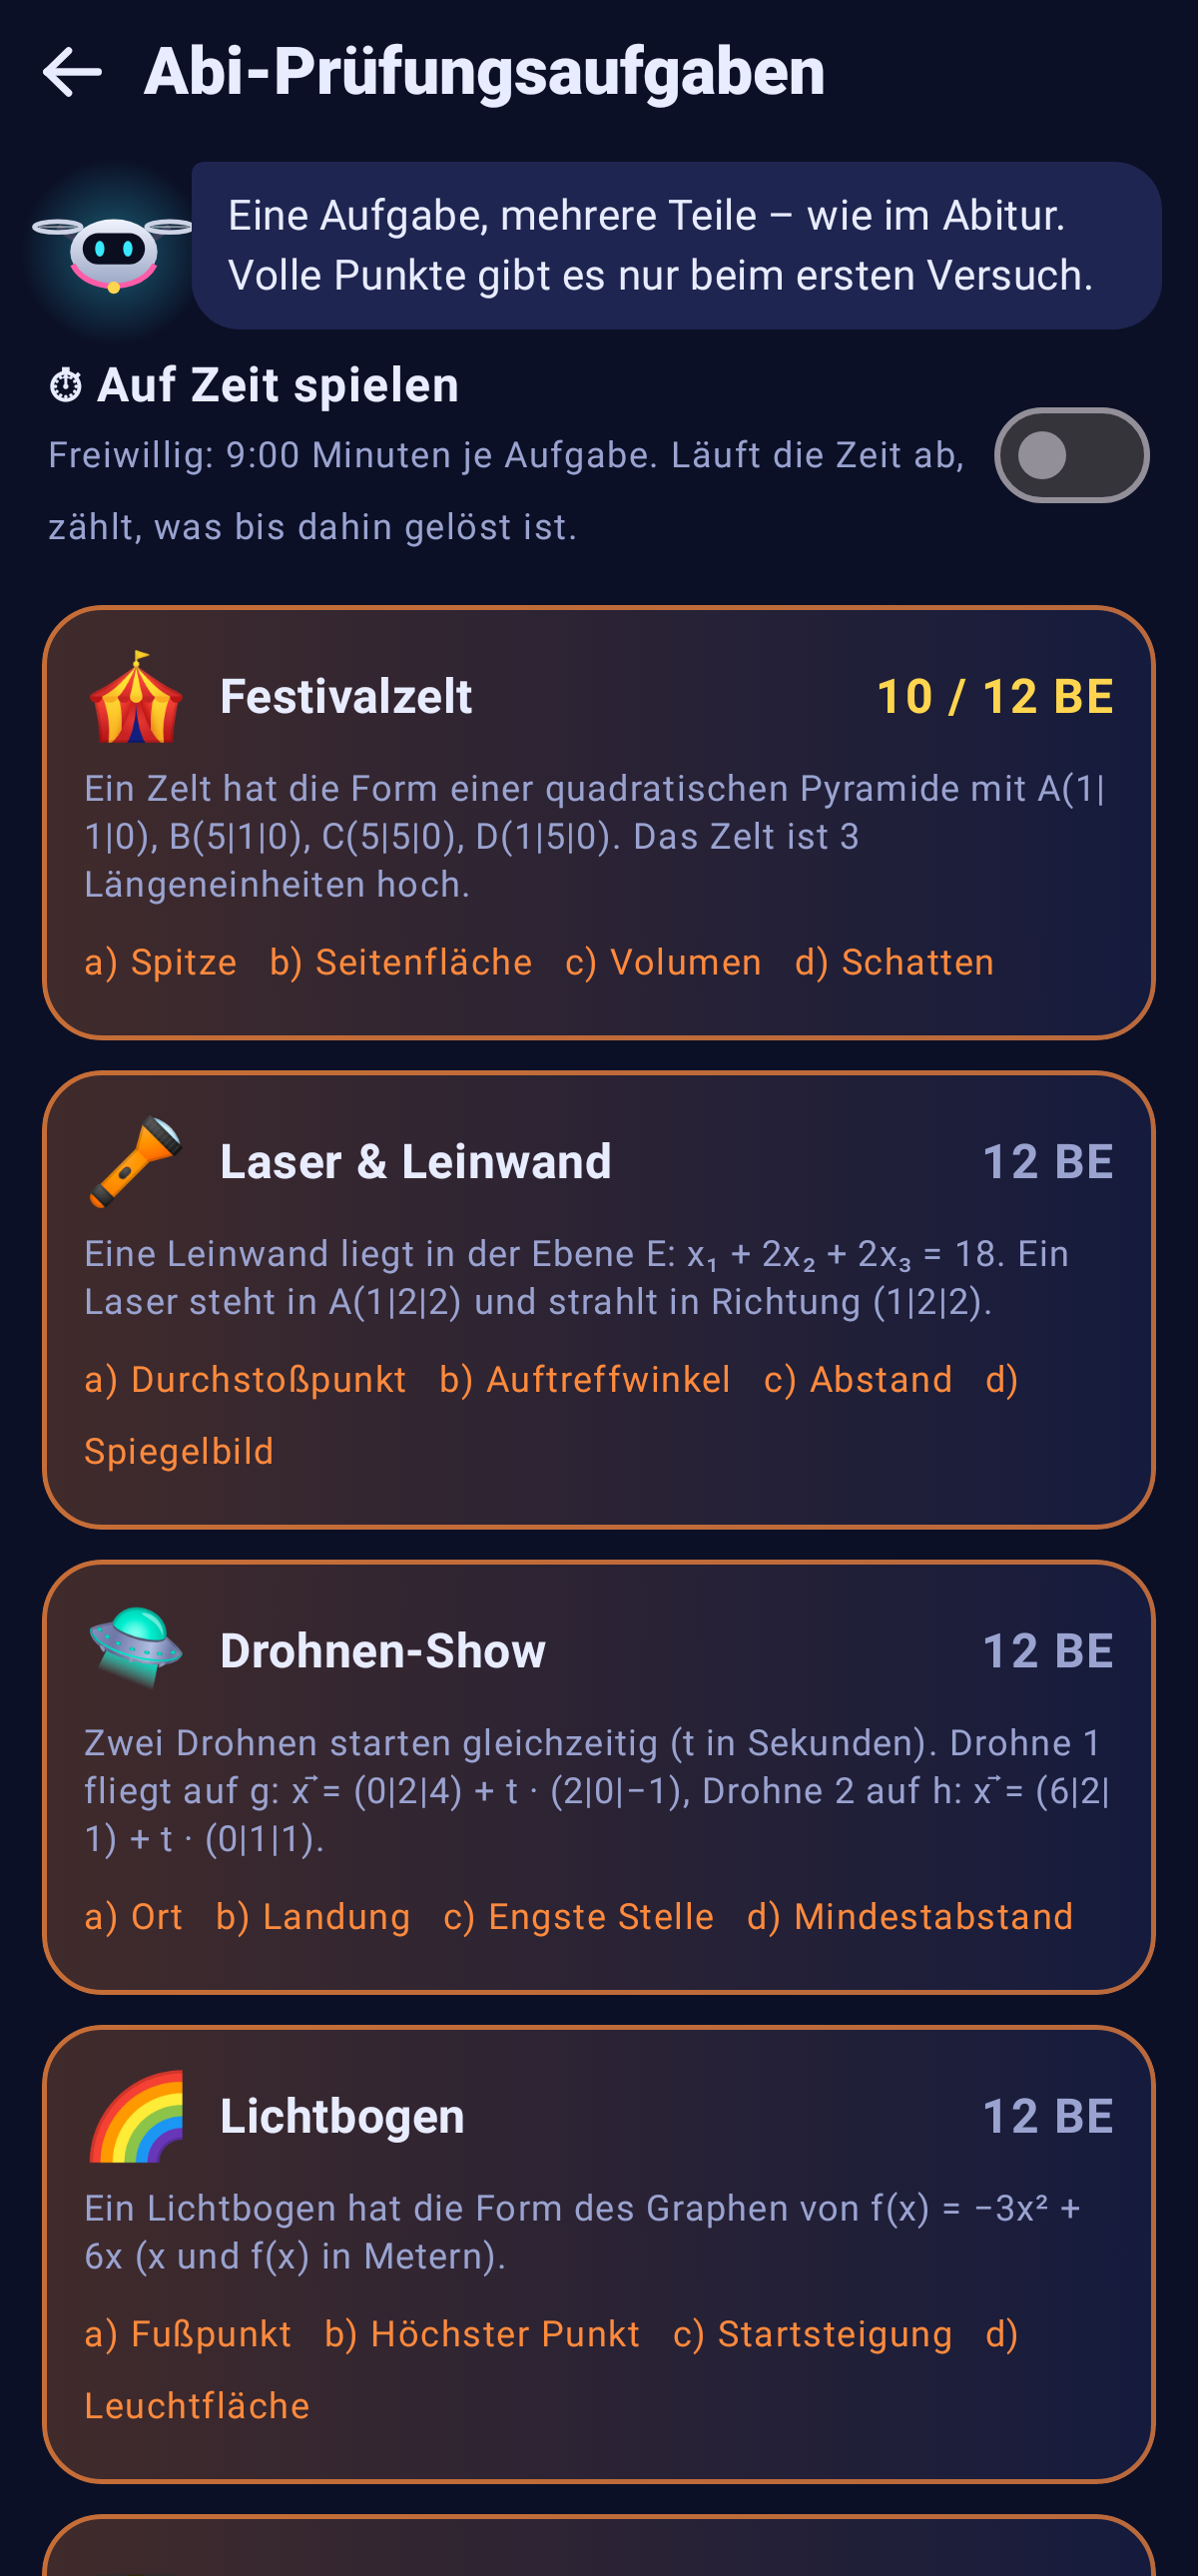 Abi-Prüfungsaufgaben
Eine Aufgabe, mehrere Teile – wie im Abitur.
Volle Punkte gibt es nur beim ersten Versuch.
⏱ Auf Zeit spielen
Freiwillig: 9:00 Minuten je Aufgabe. Läuft die Zeit ab,
zählt, was bis dahin gelöst ist.
Festivalzelt
10 / 12 BE
Ein Zelt hat die Form einer quadratischen Pyramide mit A(1|
1|0), B(5|1|0), C(5|5|0), D(1|5|0). Das Zelt ist 3
Längeneinheiten hoch.
a) Spitze b) Seitenfläche c) Volumen d) Schatten
Laser & Leinwand
12 BE
Eine Leinwand liegt in der Ebene E: x₁ + 2x₂ + 2x₃ = 18. Ein
Laser steht in A(1|2|2) und strahlt in Richtung (1|2|2).
a) Durchstoßpunkt b) Auftreffwinkel c) Abstand d)
Spiegelbild
Drohnen-Show
12 BE
Zwei Drohnen starten gleichzeitig (t in Sekunden). Drohne 1
fliegt auf g: x⃗ = (0|2|4) + t · (2|0|−1), Drohne 2 auf h: x⃗ = (6|2|
1) + t · (0|1|1).
a) Ort b) Landung c) Engste Stelle d) Mindestabstand
Lichtbogen
12 BE
Ein Lichtbogen hat die Form des Graphen von f(x) = −3x² +
6x (x und f(x) in Metern).
a) Fußpunkt b) Höchster Punkt c) Startsteigung d)
Leuchtfläche